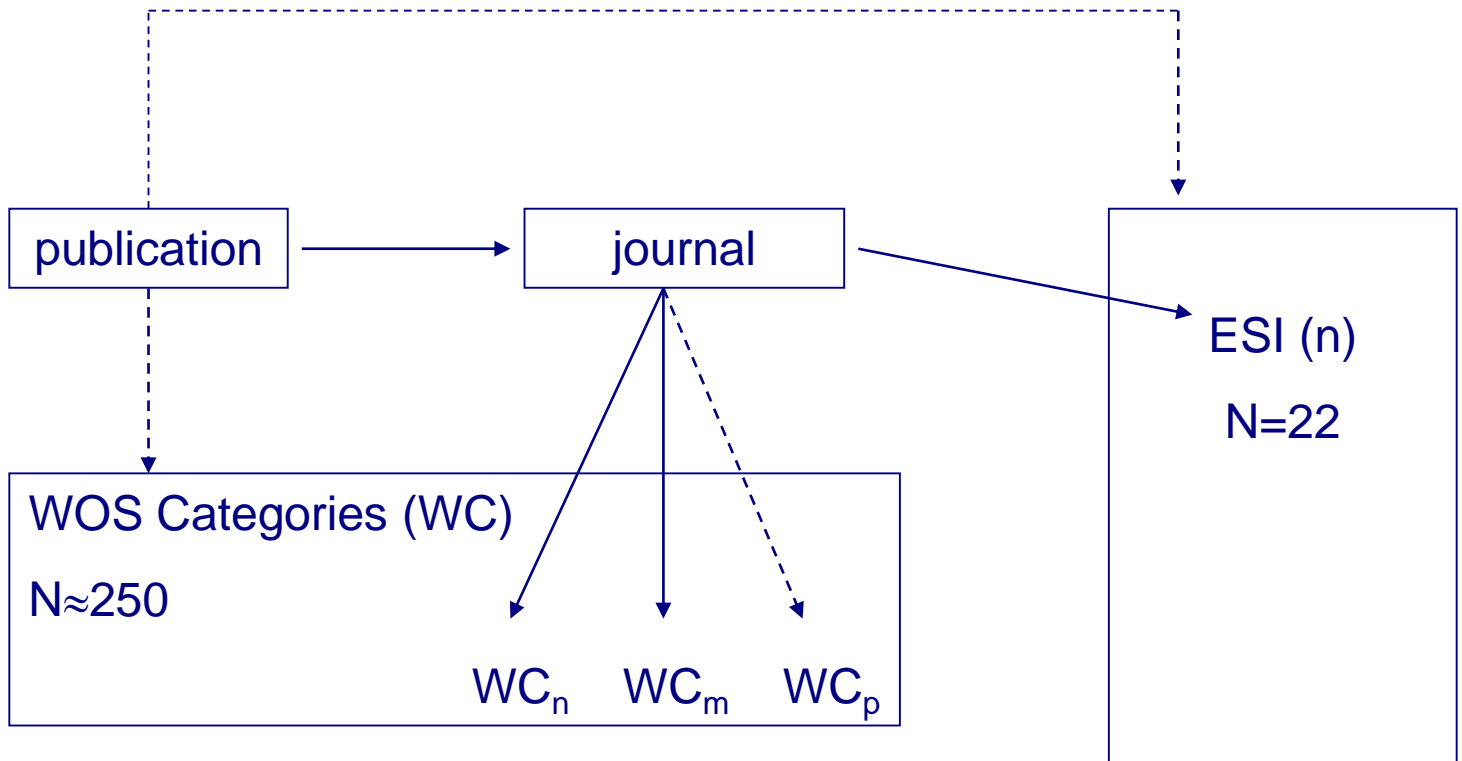 publication
journal
ESI (n)
N=22
WOS Categories (WC)
N≈250
WCₙ WCₘ WCₚ